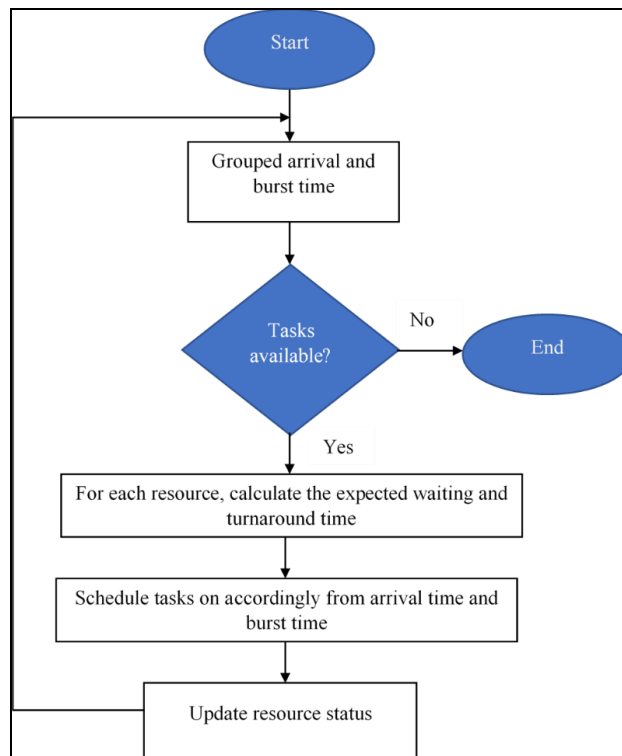 Start
Grouped arrival and
burst time
Tasks
available?
No
End
Yes
For each resource, calculate the expected waiting and
turnaround time
Schedule tasks on accordingly from arrival time and
burst time
Update resource status